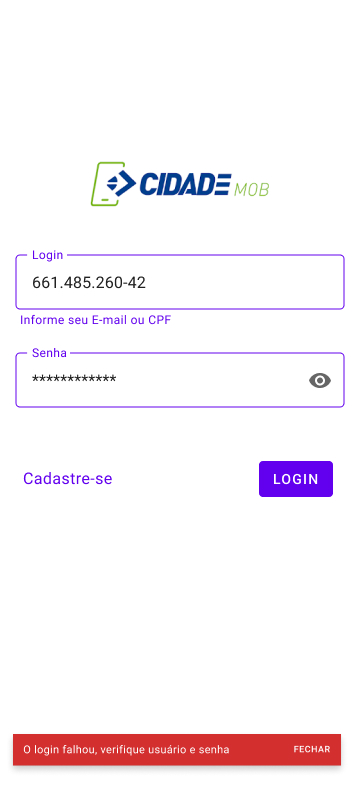 CIDADE MOB
Login
661.485.260-42
Informe seu E-mail ou CPF
Senha
************
Cadastre-se
LOGIN
O login falhou, verifique usuário e senha
FECHAR